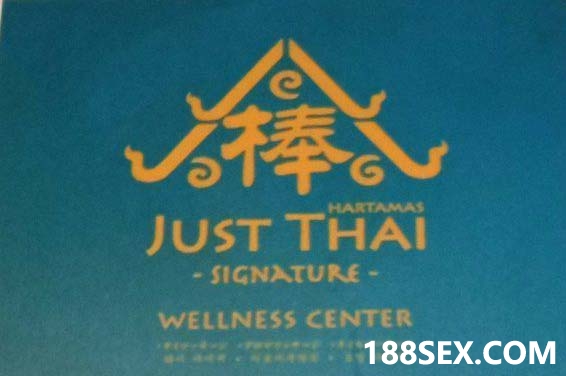 棒
HARTAMAS
JUST THAI
- SIGNATURE -
WELLNESS CENTER
188SEX.COM